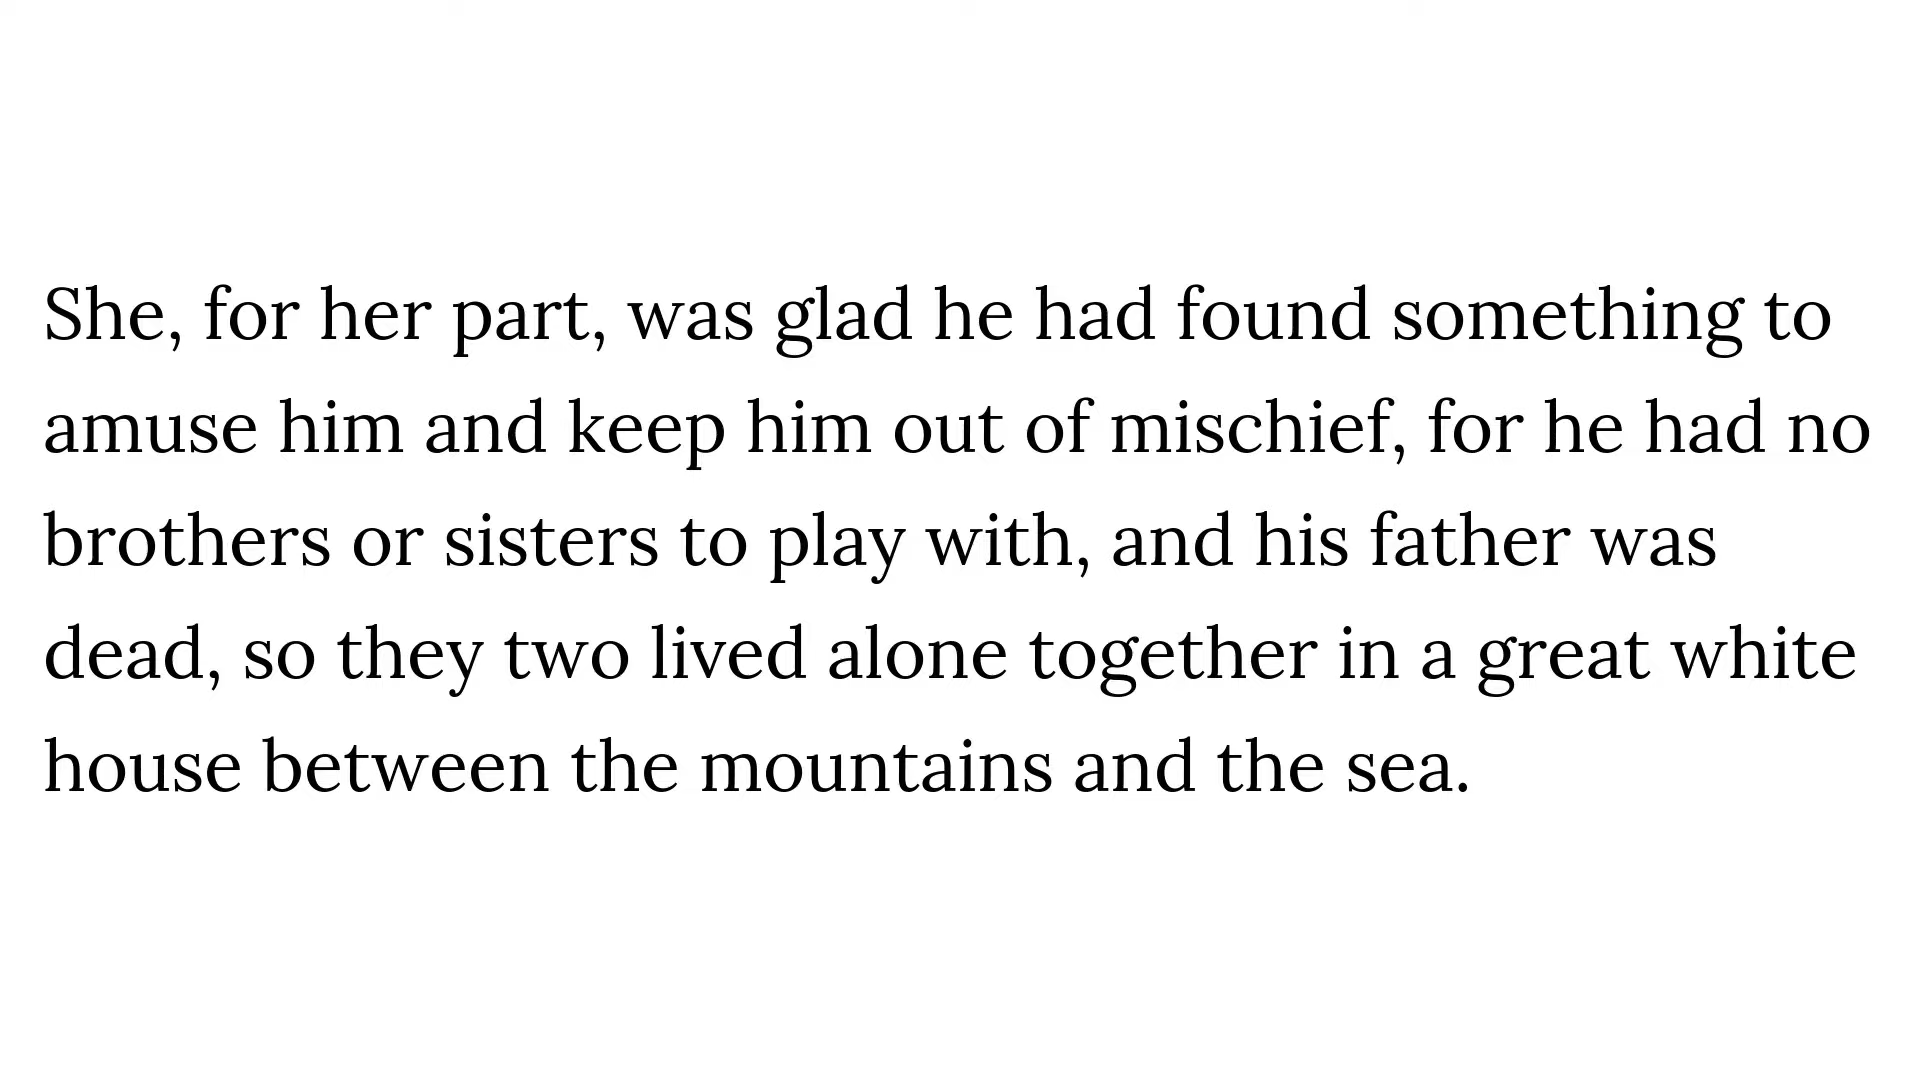 She, for her part, was glad he had found something to
amuse him and keep him out of mischief, for he had no
brothers or sisters to play with, and his father was
dead, so they two lived alone together in a great white
house between the mountains and the sea.